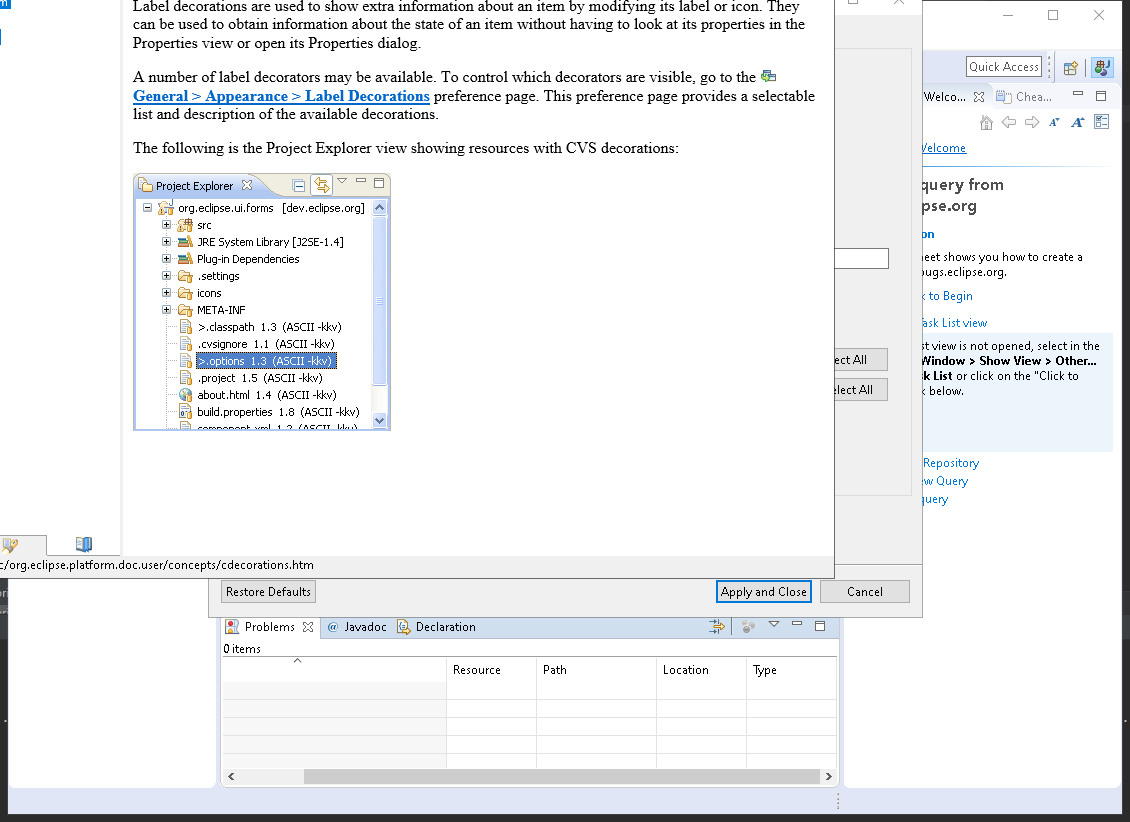 Label decorations are used to show extra information about an item by modifying its label or icon. They
can be used to obtain information about the state of an item without having to look at its properties in the
Properties view or open its Properties dialog.
A number of label decorators may be available. To control which decorators are visible, go to the
General > Appearance > Label Decorations preference page. This preference page provides a selectable
list and description of the available decorations.
The following is the Project Explorer view showing resources with CVS decorations:
Project Explorer
org.eclipse.ui.forms [dev.eclipse.org]
src
JRE System Library [J2SE-1.4]
Plug-in Dependencies
.settings
icons
META-INF
>.classpath 1.3 (ASCII -kkv)
.cvsignore 1.1 (ASCII -kkv)
>.options 1.3 (ASCII -kkv)
.project 1.5 (ASCII -kkv)
about.html 1.4 (ASCII -kkv)
build.properties 1.8 (ASCII -kkv)
component.xml 1.2 (ASCII -kkv)
c/org.eclipse.platform.doc.user/concepts/cdecorations.htm
ect All
elect All
Restore Defaults
Apply and Close
Cancel
Quick Access
Welco...
Chea...
Welcome
query from
pse.org
on
eet shows you how to create a
ougs.eclipse.org.
k to Begin
Task List view
st view is not opened, select in the
Window > Show View > Other...
k List or click on the "Click to
k below.
Repository
ew Query
query
Problems
@ Javadoc
Declaration
0 items
Resource
Path
Location
Type